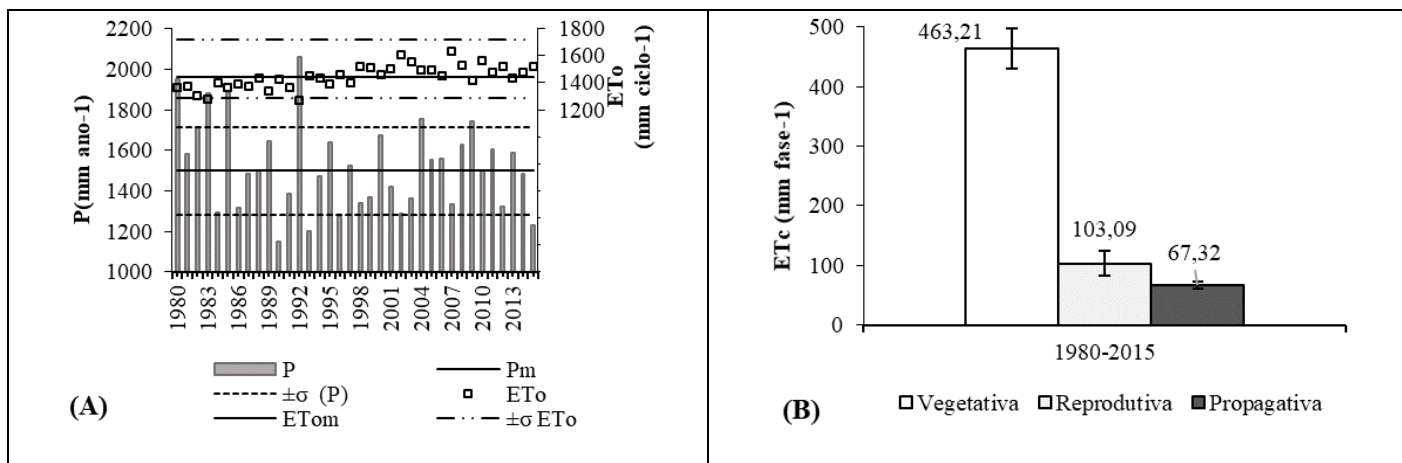 2200
2000
1800
1600
1400
1200
1000
P(mm ano-1)
1800
1600
1400
1200
ETo
(mm ciclo-1)
1980
1983
1986
1989
1992
1995
1998
2001
2004
2007
2010
2013
P
Pm
±σ (P)
ETo
ETom
±σ ETo
(A)
500
400
300
200
100
0
ETc (mm fase-1)
463,21
103,09
67,32
1980-2015
Vegetativa Reprodutiva Propagativa
(B)